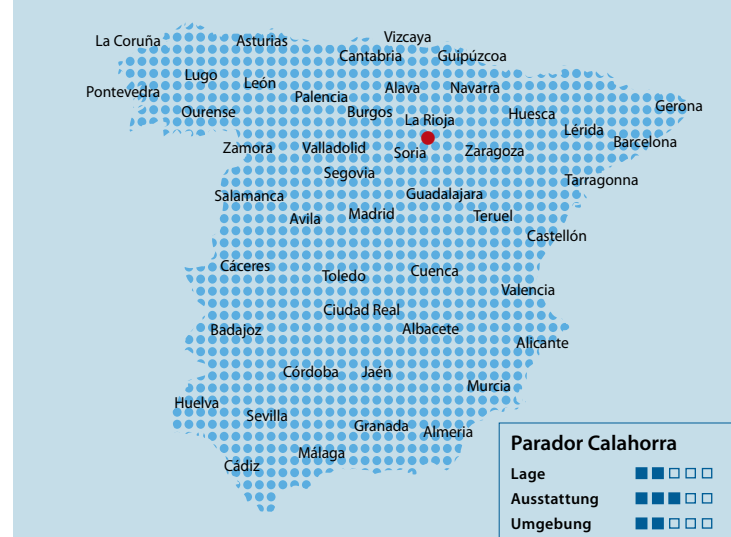 Vizcaya
La Coruña
Asturias
Cantabria
Guipúzcoa
Lugo
León
Alava
Navarra
Pontevedra
Palencia
Gerona
Ourense
Burgos
La Rioja
Huesca
Lérida
Barcelona
Zamora
Valladolid
Soria
Zaragoza
Segovia
Tarragonna
Salamanca
Guadalajara
Avila
Madrid
Teruel
Castellón
Cáceres
Toledo
Cuenca
Valencia
Ciudad Real
Badajoz
Albacete
Alicante
Córdoba
Jaén
Murcia
Huelva
Sevilla
Granada
Almeria
Málaga
Cádiz
Parador Calahorra
Lage
Ausstattung
Umgebung